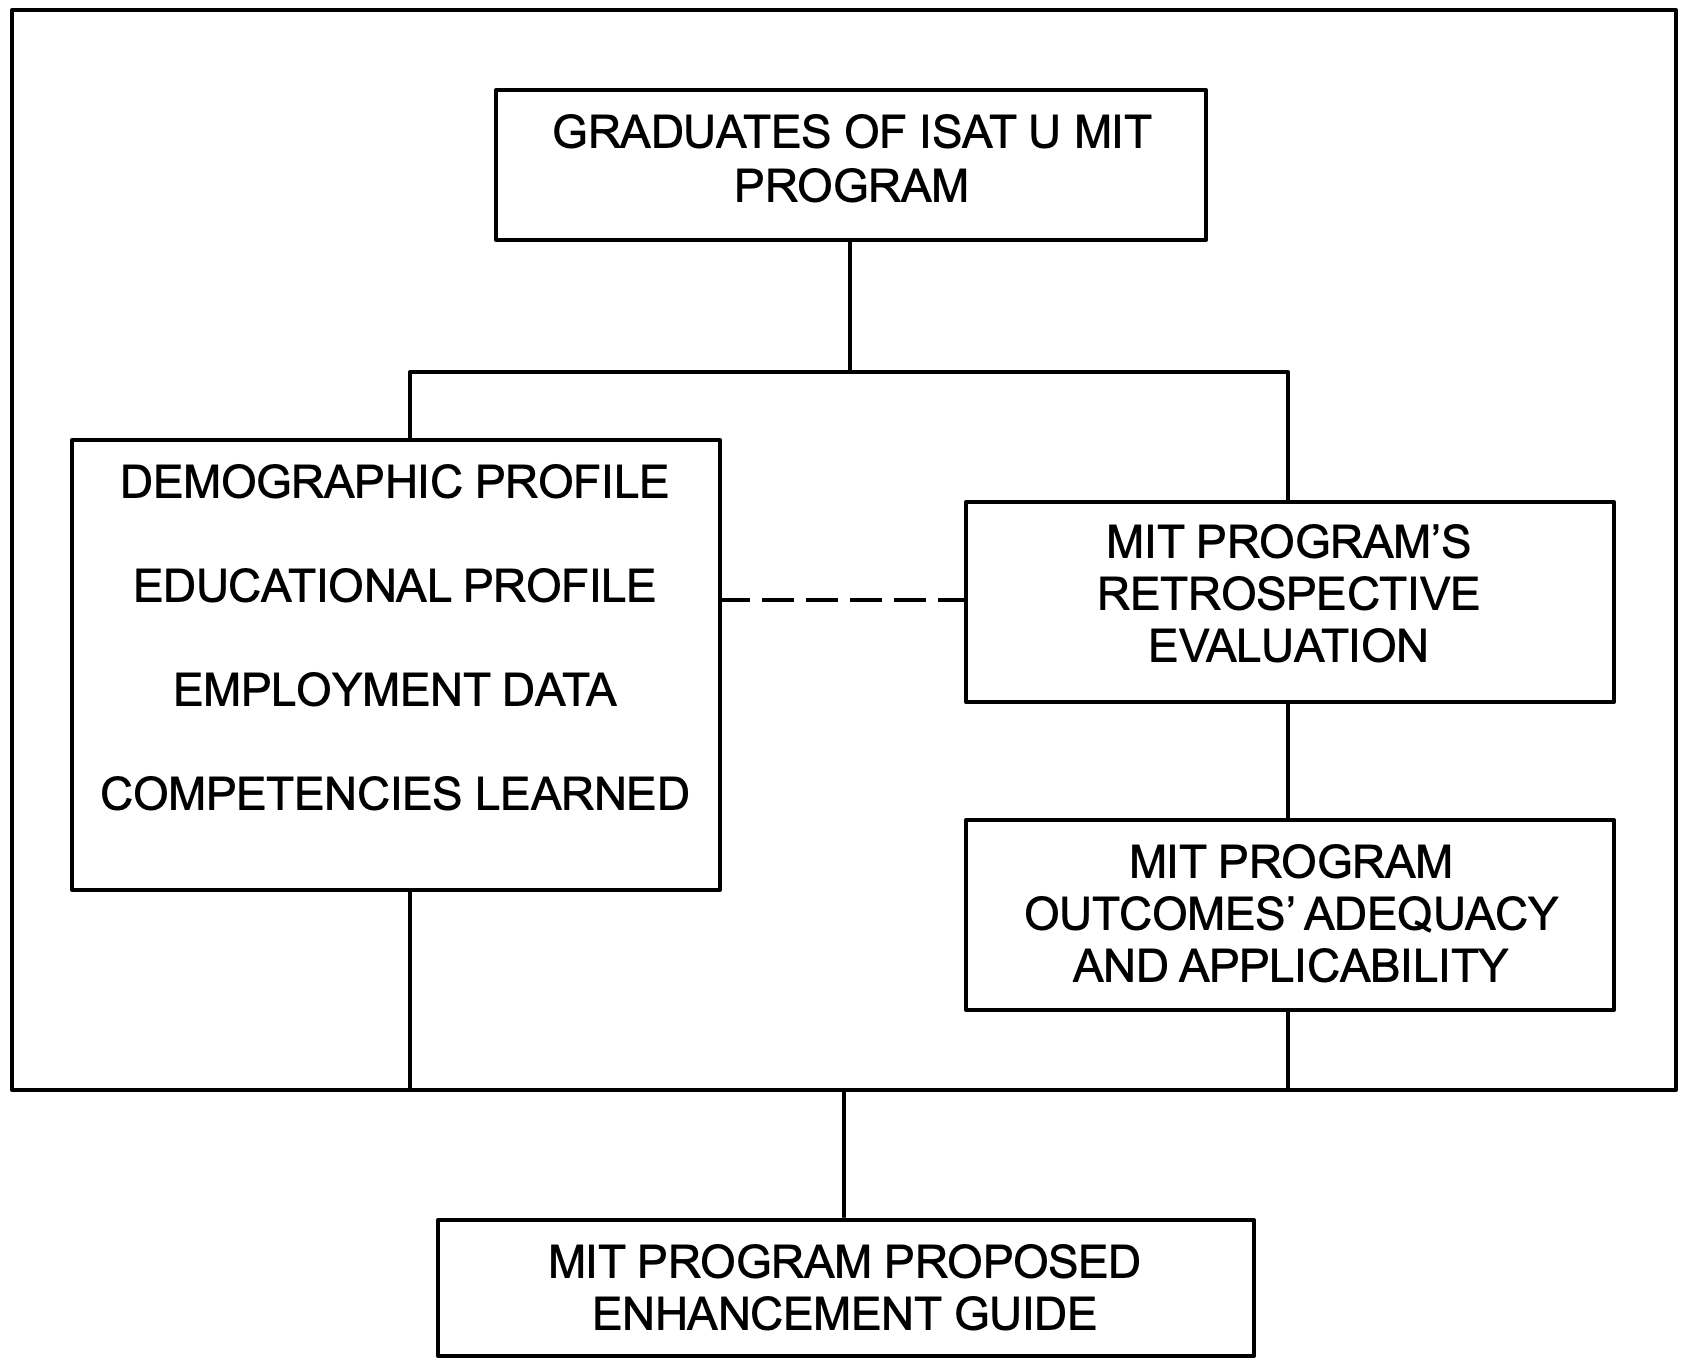 GRADUATES OF ISAT U MIT
PROGRAM
DEMOGRAPHIC PROFILE
EDUCATIONAL PROFILE
EMPLOYMENT DATA
COMPETENCIES LEARNED
MIT PROGRAM’S
RETROSPECTIVE
EVALUATION
MIT PROGRAM
OUTCOMES’ ADEQUACY
AND APPLICABILITY
MIT PROGRAM PROPOSED
ENHANCEMENT GUIDE